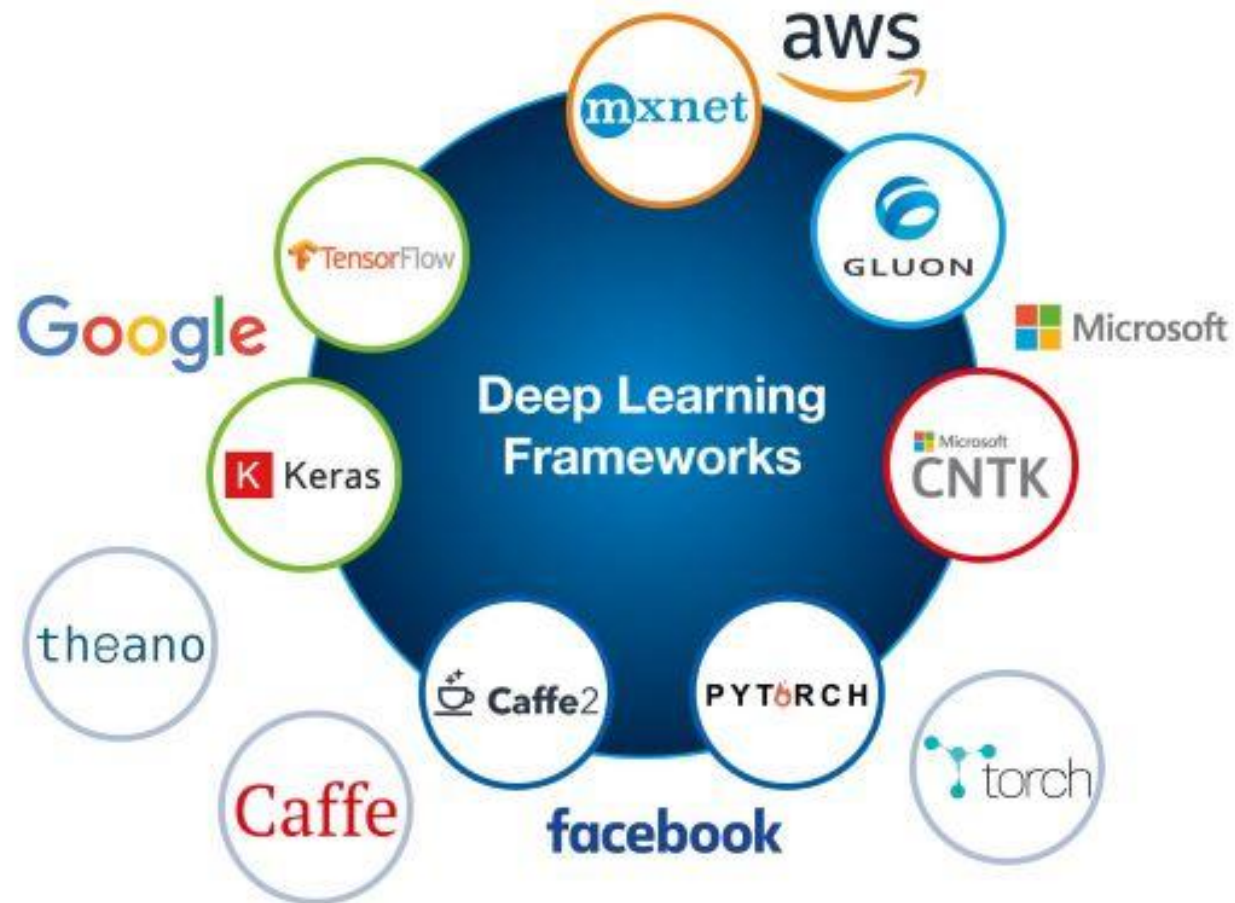 aws
mxnet
TensorFlow
GLUON
Google
Microsoft
Deep Learning
Frameworks
K Keras
Microsoft
CNTK
theano
Caffe2
PYTORCH
torch
Caffe
facebook